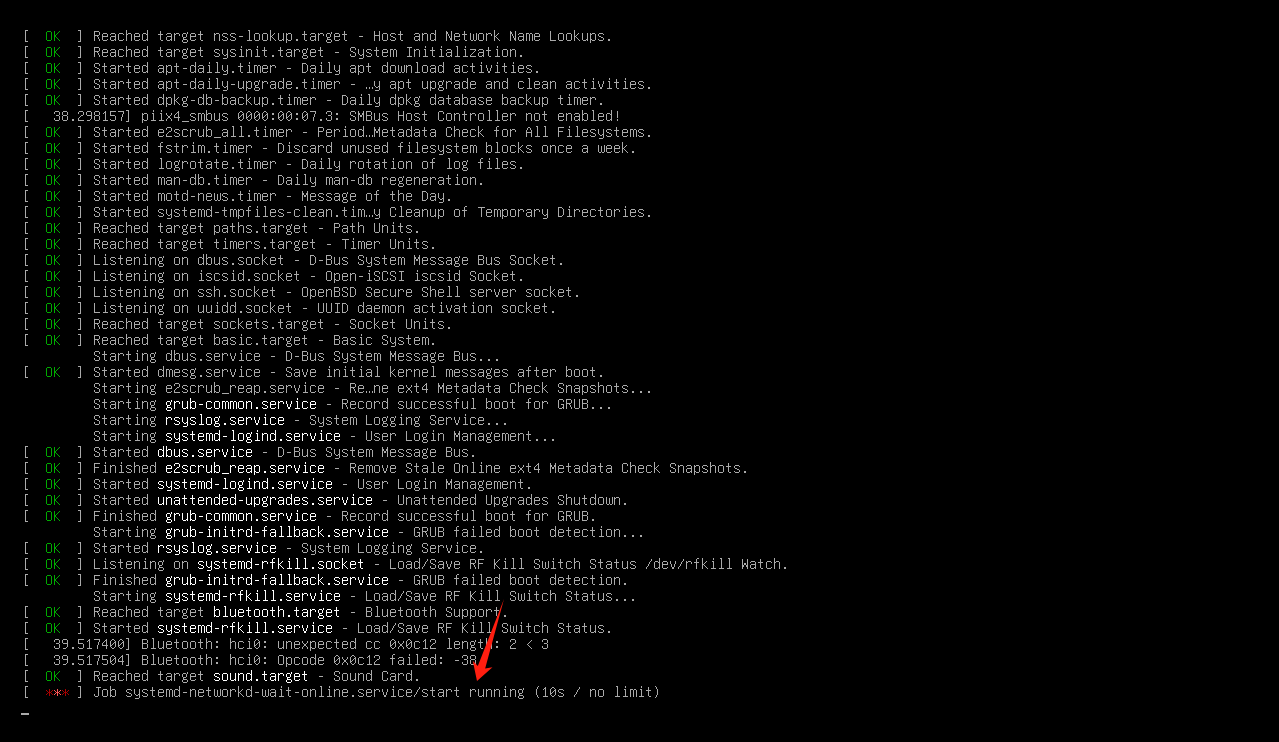 [  OK  ] Reached target nss-lookup.target - Host and Network Name Lookups.
[  OK  ] Reached target sysinit.target - System Initialization.
[  OK  ] Started apt-daily.timer - Daily apt download activities.
[  OK  ] Started apt-daily-upgrade.timer - …y apt upgrade and clean activities.
[  OK  ] Started dpkg-db-backup.timer - Daily dpkg database backup timer.
[   38.298157] piix4_smbus 0000:00:07.3: SMBus Host Controller not enabled!
[  OK  ] Started e2scrub_all.timer - Period…Metadata Check for All Filesystems.
[  OK  ] Started fstrim.timer - Discard unused filesystem blocks once a week.
[  OK  ] Started logrotate.timer - Daily rotation of log files.
[  OK  ] Started man-db.timer - Daily man-db regeneration.
[  OK  ] Started motd-news.timer - Message of the Day.
[  OK  ] Started systemd-tmpfiles-clean.tim…y Cleanup of Temporary Directories.
[  OK  ] Reached target paths.target - Path Units.
[  OK  ] Reached target timers.target - Timer Units.
[  OK  ] Listening on dbus.socket - D-Bus System Message Bus Socket.
[  OK  ] Listening on iscsid.socket - Open-iSCSI iscsid Socket.
[  OK  ] Listening on ssh.socket - OpenBSD Secure Shell server socket.
[  OK  ] Listening on uuidd.socket - UUID daemon activation socket.
[  OK  ] Reached target sockets.target - Socket Units.
[  OK  ] Reached target basic.target - Basic System.
         Starting dbus.service - D-Bus System Message Bus...
[  OK  ] Started dmesg.service - Save initial kernel messages after boot.
         Starting e2scrub_reap.service - Re…ne ext4 Metadata Check Snapshots...
         Starting grub-common.service - Record successful boot for GRUB...
         Starting rsyslog.service - System Logging Service...
         Starting systemd-logind.service - User Login Management...
[  OK  ] Started dbus.service - D-Bus System Message Bus.
[  OK  ] Finished e2scrub_reap.service - Remove Stale Online ext4 Metadata Check Snapshots.
[  OK  ] Started systemd-logind.service - User Login Management.
[  OK  ] Started unattended-upgrades.service - Unattended Upgrades Shutdown.
[  OK  ] Finished grub-common.service - Record successful boot for GRUB.
         Starting grub-initrd-fallback.service - GRUB failed boot detection...
[  OK  ] Started rsyslog.service - System Logging Service.
[  OK  ] Listening on systemd-rfkill.socket - Load/Save RF Kill Switch Status /dev/rfkill Watch.
[  OK  ] Finished grub-initrd-fallback.service - GRUB failed boot detection.
         Starting systemd-rfkill.service - Load/Save RF Kill Switch Status...
[  OK  ] Reached target bluetooth.target - Bluetooth Support.
[  OK  ] Started systemd-rfkill.service - Load/Save RF Kill Switch Status.
[   39.517400] Bluetooth: hci0: unexpected cc 0x0c12 length: 2 < 3
[   39.517504] Bluetooth: hci0: Opcode 0x0c12 failed: -38
[  OK  ] Reached target sound.target - Sound Card.
[  *** ] Job systemd-networkd-wait-online.service/start running (10s / no limit)